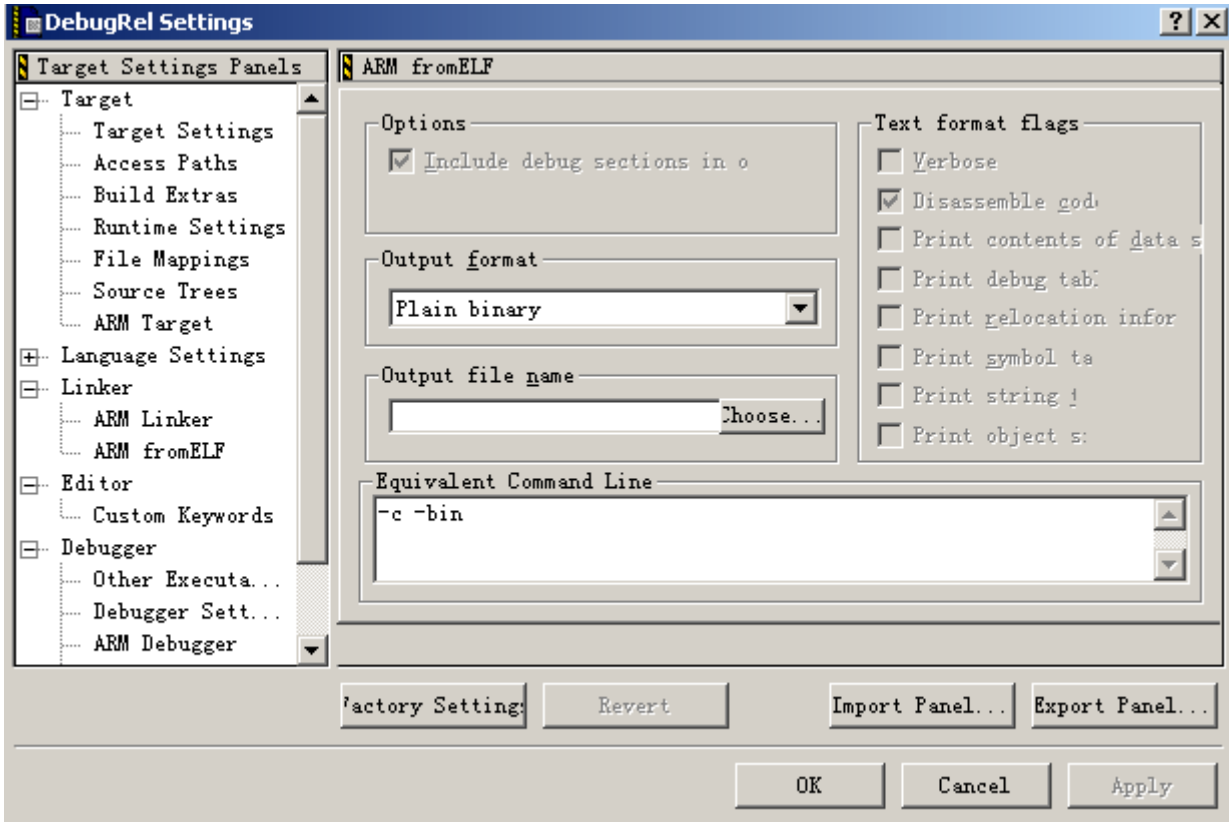 DebugRel Settings
Target Settings Panels
Target
Target Settings
Access Paths
Build Extras
Runtime Settings
File Mappings
Source Trees
ARM Target
Language Settings
Linker
ARM Linker
ARM fromELF
Editor
Custom Keywords
Debugger
Other Executa...
Debugger Sett...
ARM Debugger
ARM fromELF
Options
Include debug sections in o
Output format
Plain binary
Output file name
Choose...
Text format flags
Verbose
Disassemble code
Print contents of data s
Print debug tabl
Print relocation infor
Print symbol ta
Print string t
Print object s
Equivalent Command Line
-c -bin
Factory Settings
Revert
Import Panel...
Export Panel...
OK
Cancel
Apply